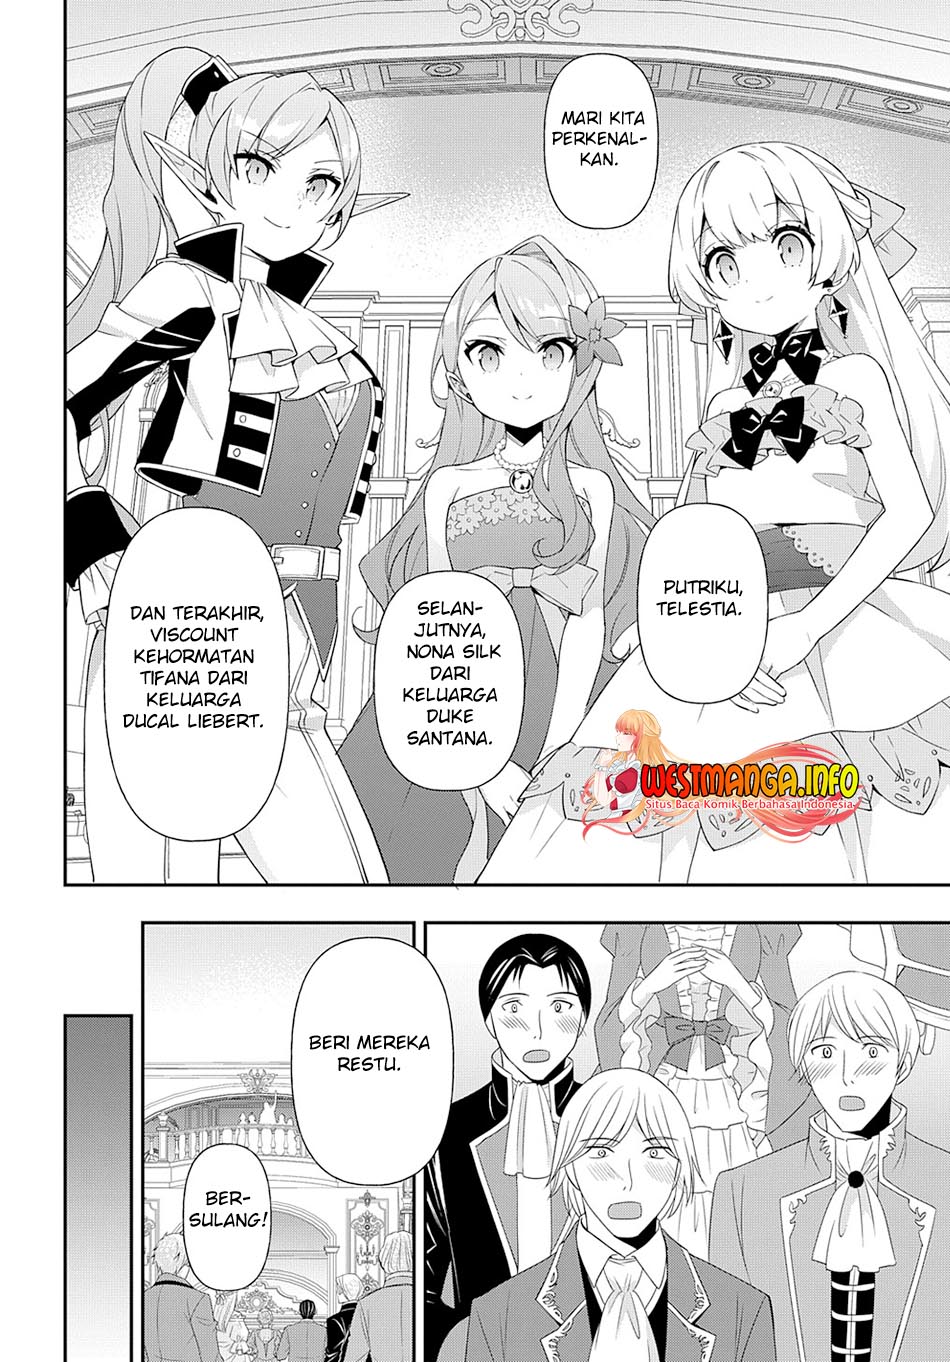 MARI KITA
PERKENAL-
KAN.
PUTRIKU,
TELESTIA.
SELAN-
JUTNYA,
NONA SILK
DARI
KELUARGA
DUKE
SANTANA.
DAN TERAKHIR,
VISCOUNT
KEHORMATAN
TIFANA DARI
KELUARGA
DUCAL LIEBERT.
WESTMANGA.INFO
Situs Baca Komik Berbahasa Indonesia
BERI MEREKA
RESTU.
BER-
SULANG!